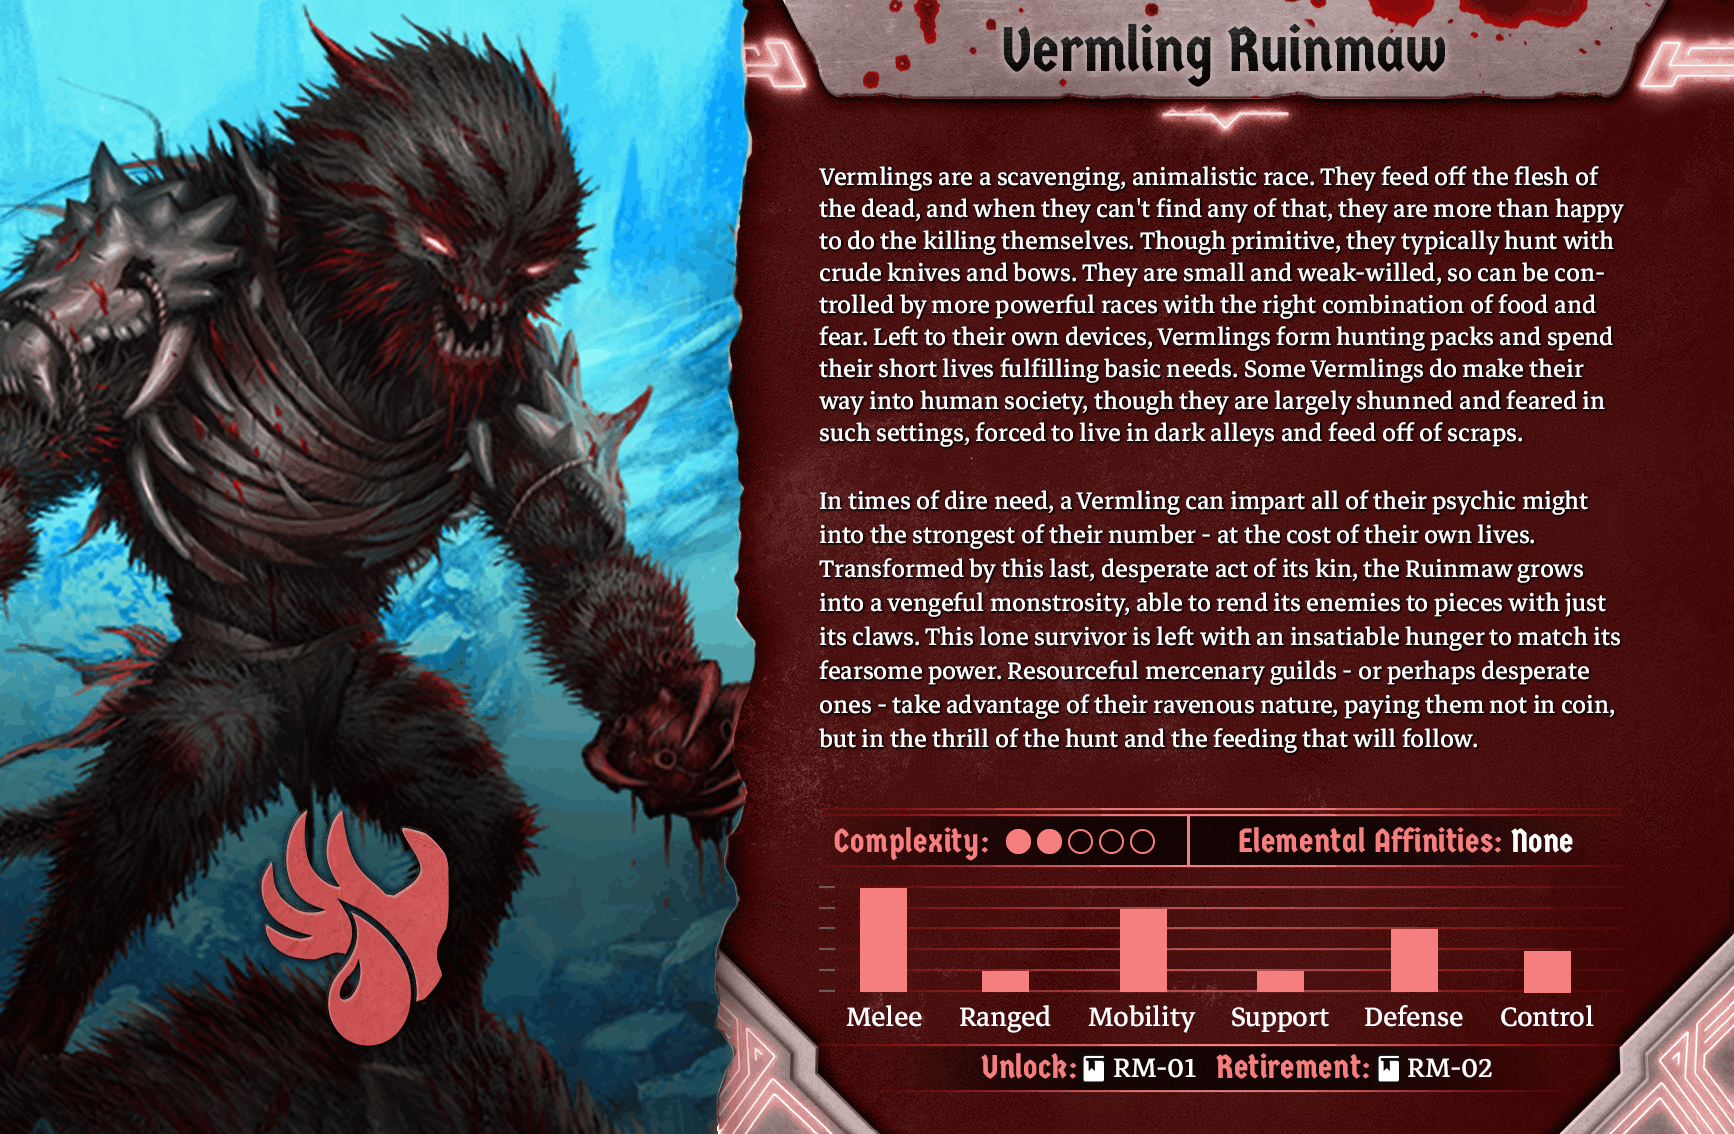 Vermling Ruinmaw
Vermlings are a scavenging, animalistic race. They feed off the flesh of
the dead, and when they can't find any of that, they are more than happy
to do the killing themselves. Though primitive, they typically hunt with
crude knives and bows. They are small and weak-willed, so can be con-
trolled by more powerful races with the right combination of food and
fear. Left to their own devices, Vermlings form hunting packs and spend
their short lives fulfilling basic needs. Some Vermlings do make their
way into human society, though they are largely shunned and feared in
such settings, forced to live in dark alleys and feed off of scraps.
In times of dire need, a Vermling can impart all of their psychic might
into the strongest of their number - at the cost of their own lives.
Transformed by this last, desperate act of its kin, the Ruinmaw grows
into a vengeful monstrosity, able to rend its enemies to pieces with just
its claws. This lone survivor is left with an insatiable hunger to match its
fearsome power. Resourceful mercenary guilds - or perhaps desperate
ones - take advantage of their ravenous nature, paying them not in coin,
but in the thrill of the hunt and the feeding that will follow.
Complexity: Elemental Affinities: None
Melee Ranged Mobility Support Defense Control
Unlock: RM-01 Retirement: RM-02